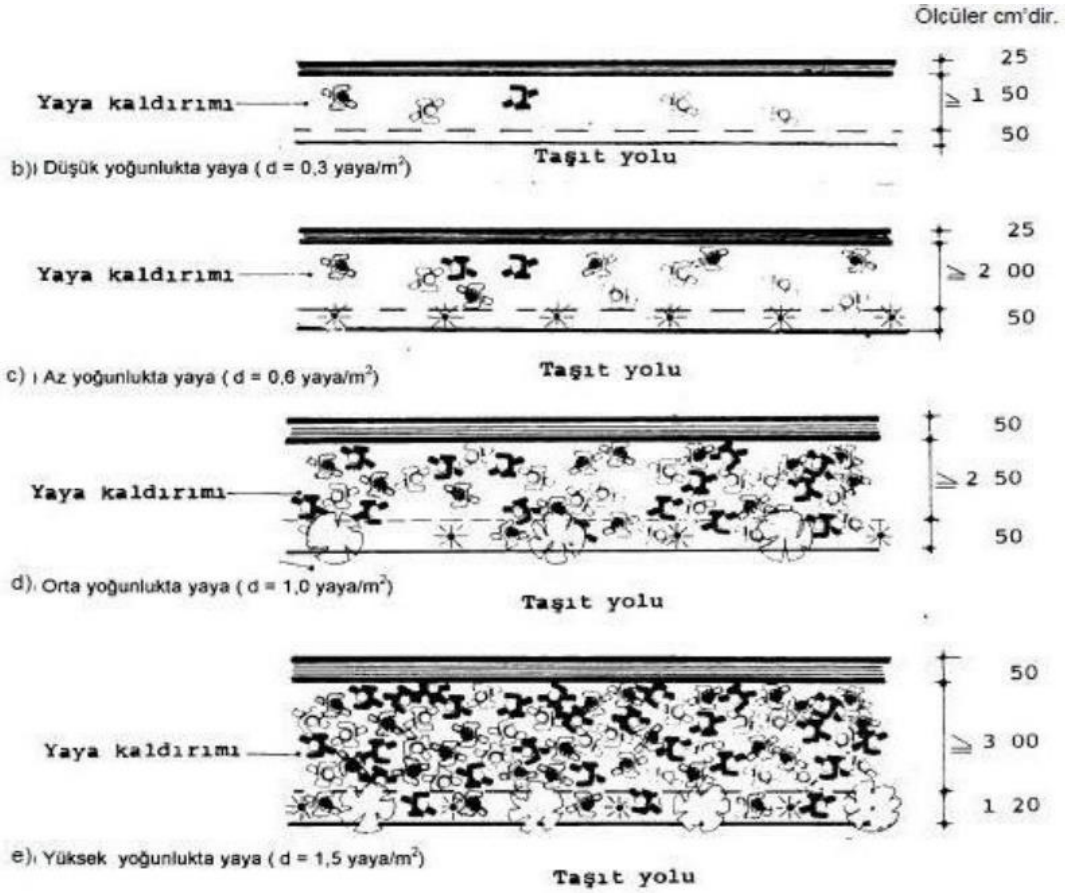 Ölcüler cm'dir.
25
Yaya kaldırımı
≧ 1 50
50
Taşıt yolu
b)ı Düşük yoğunlukta yaya ( d = 0,3 yaya/m²)
25
Yaya kaldırımı
≧ 2 00
50
Taşıt yolu
c) ı Az yoğunlukta yaya ( d = 0,6 yaya/m²)
50
Yaya kaldırımı
≧ 2 50
50
d)ı Orta yoğunlukta yaya ( d = 1,0 yaya/m²)
Taşıt yolu
50
Yaya kaldırımı
≧ 3 00
1 20
e)ı Yüksek yoğunlukta yaya ( d = 1,5 yaya/m²)
Taşıt yolu